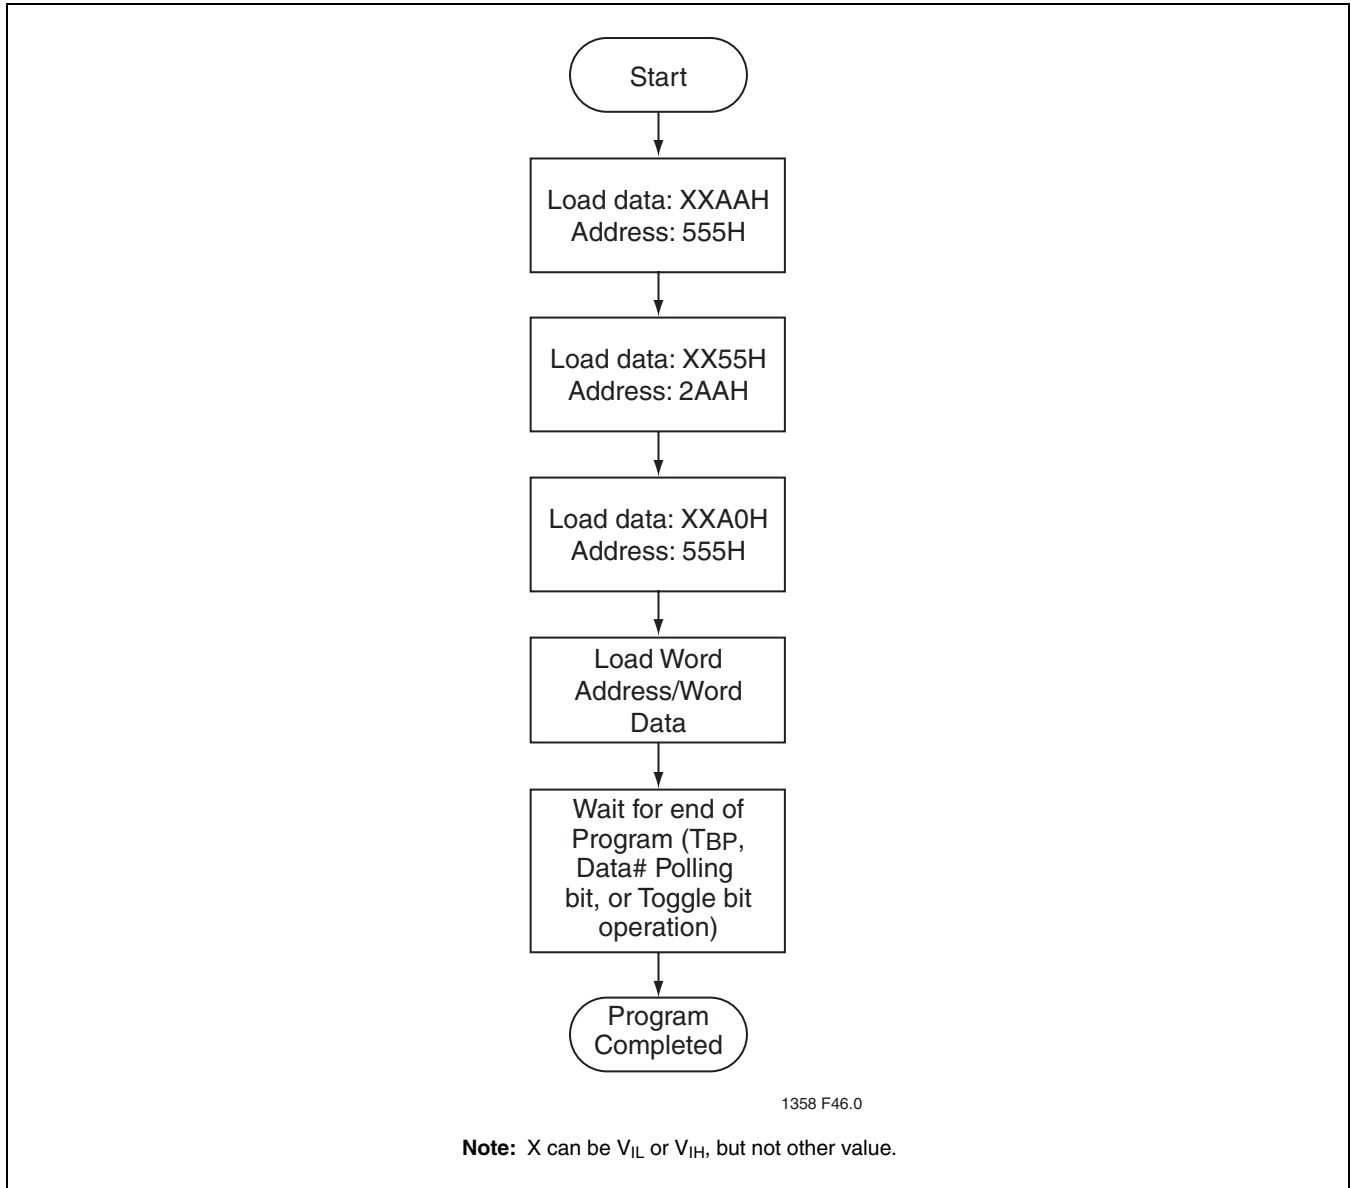 Start
Load data: XXAAH
Address: 555H
Load data: XX55H
Address: 2AAH
Load data: XXA0H
Address: 555H
Load Word
Address/Word
Data
Wait for end of
Program (TBP,
Data# Polling
bit, or Toggle bit
operation)
Program
Completed
1358 F46.0
Note: X can be VIL or VIH, but not other value.